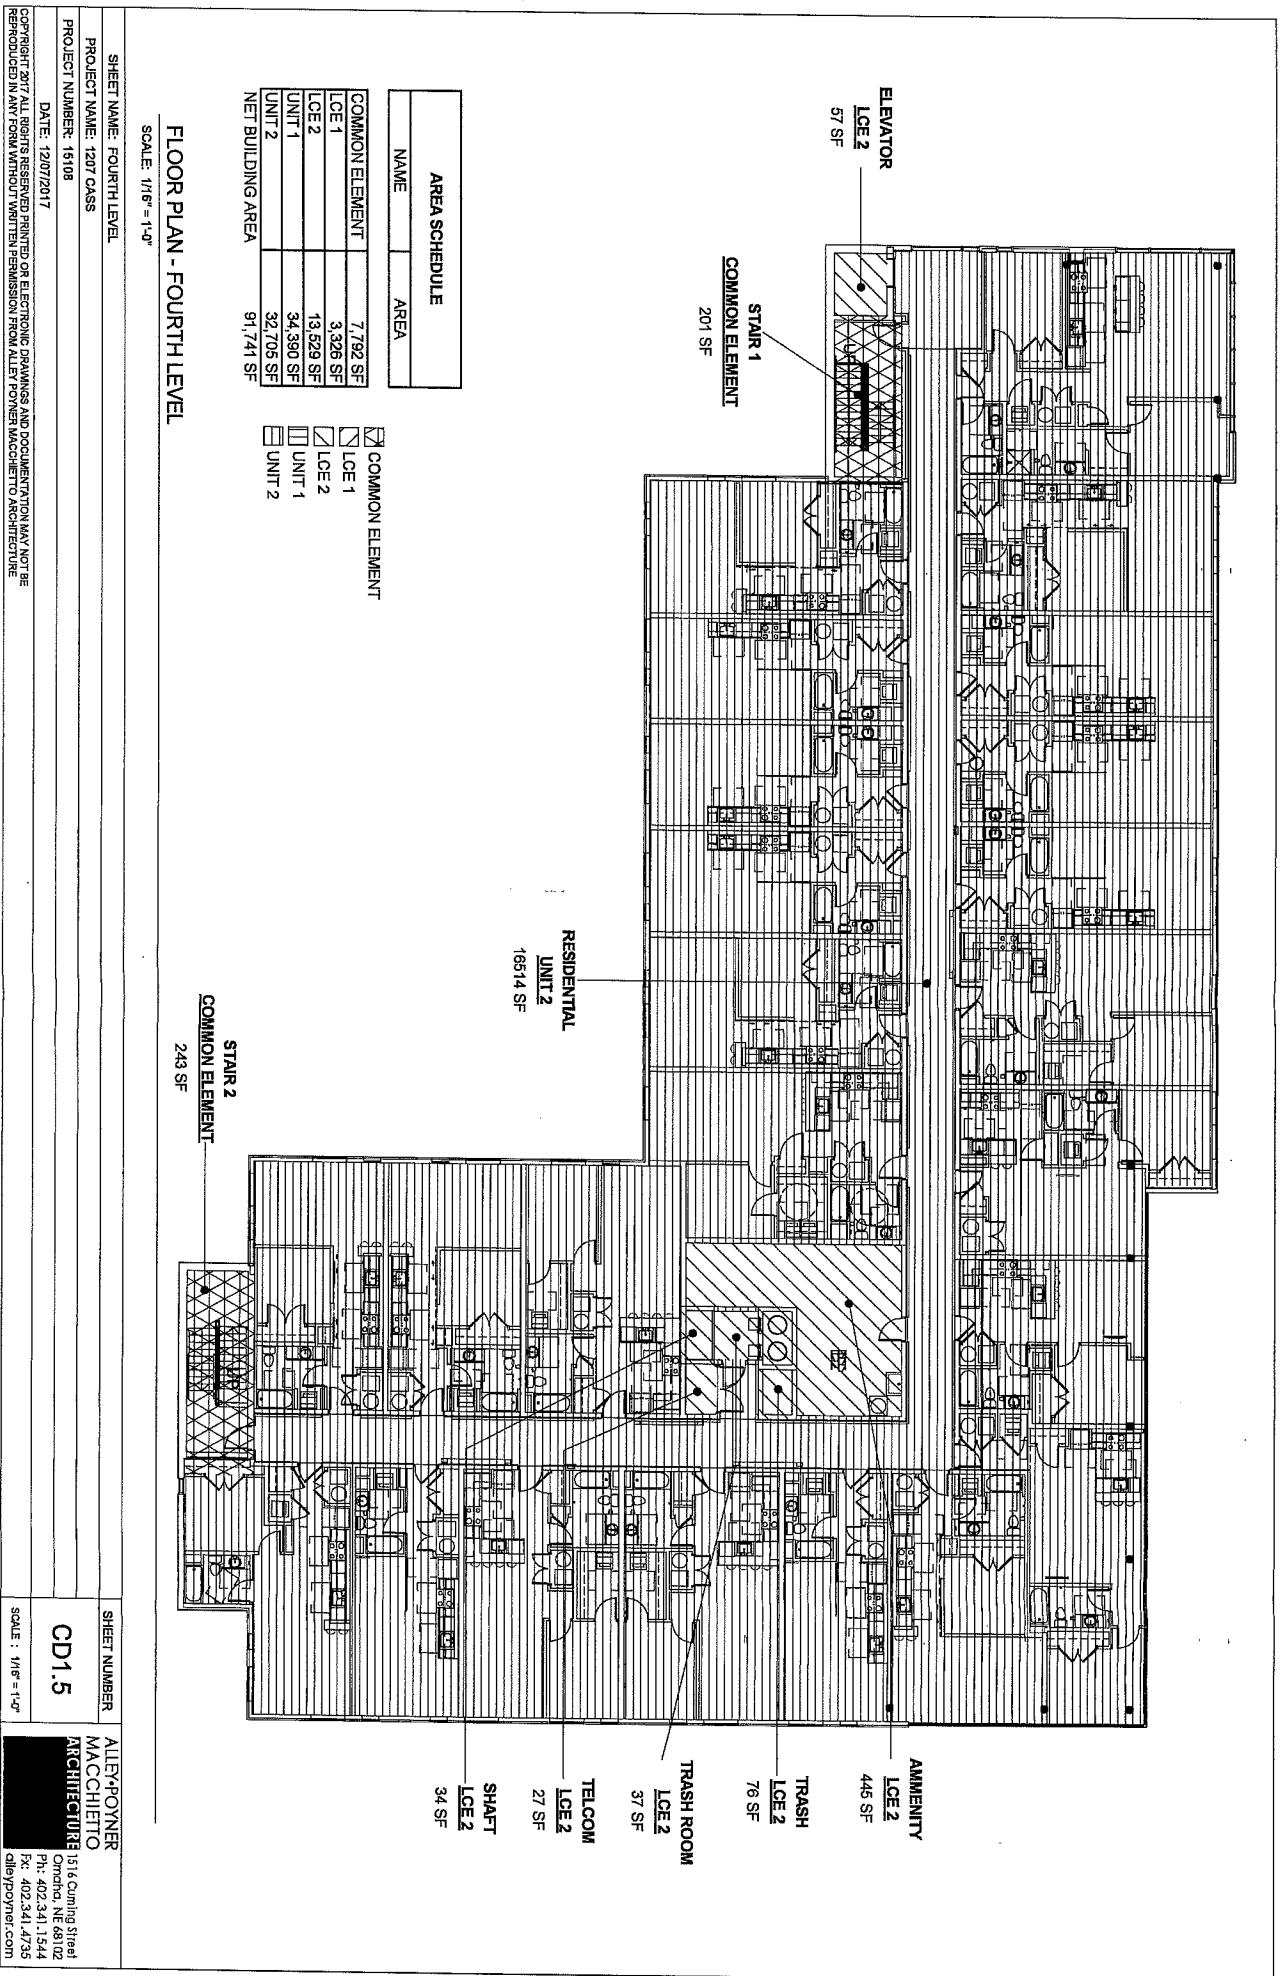 ELEVATOR
LCE 2
57 SF
STAIR 1
COMMON ELEMENT
201 SF
UP
RESIDENTIAL
UNIT 2
16514 SF
STAIR 2
COMMON ELEMENT
243 SF
UP
AMMENITY
LCE 2
445 SF
TRASH
LCE 2
76 SF
TRASH ROOM
LCE 2
37 SF
TELCOM
LCE 2
27 SF
SHAFT
LCE 2
34 SF
AREA SCHEDULE
NAME AREA
COMMON ELEMENT 7,792 SF
LCE 1 3,326 SF
LCE 2 13,529 SF
UNIT 1 34,390 SF
UNIT 2 32,705 SF
NET BUILDING AREA 91,741 SF
COMMON ELEMENT
LCE 1
LCE 2
UNIT 1
UNIT 2
FLOOR PLAN - FOURTH LEVEL
SCALE: 1/16" = 1'-0"
SHEET NAME: FOURTH LEVEL
PROJECT NAME: 1207 CASS
PROJECT NUMBER: 15108
DATE: 12/07/2017
COPYRIGHT 2017 ALL RIGHTS RESERVED PRINTED OR ELECTRONIC DRAWINGS AND DOCUMENTATION MAY NOT BE
REPRODUCED IN ANY FORM WITHOUT WRITTEN PERMISSION FROM ALLEY POYNER MACCHIETTO ARCHITECTURE
SHEET NUMBER
CD1.5
SCALE : 1/16" = 1'-0"
ALLEY•POYNER
MACCHIETTO
ARCHITECTURE
1516 Cuming Street
Omaha, NE 68102
Ph: 402.341.1544
Fx: 402.341.4735
alleypoyner.com